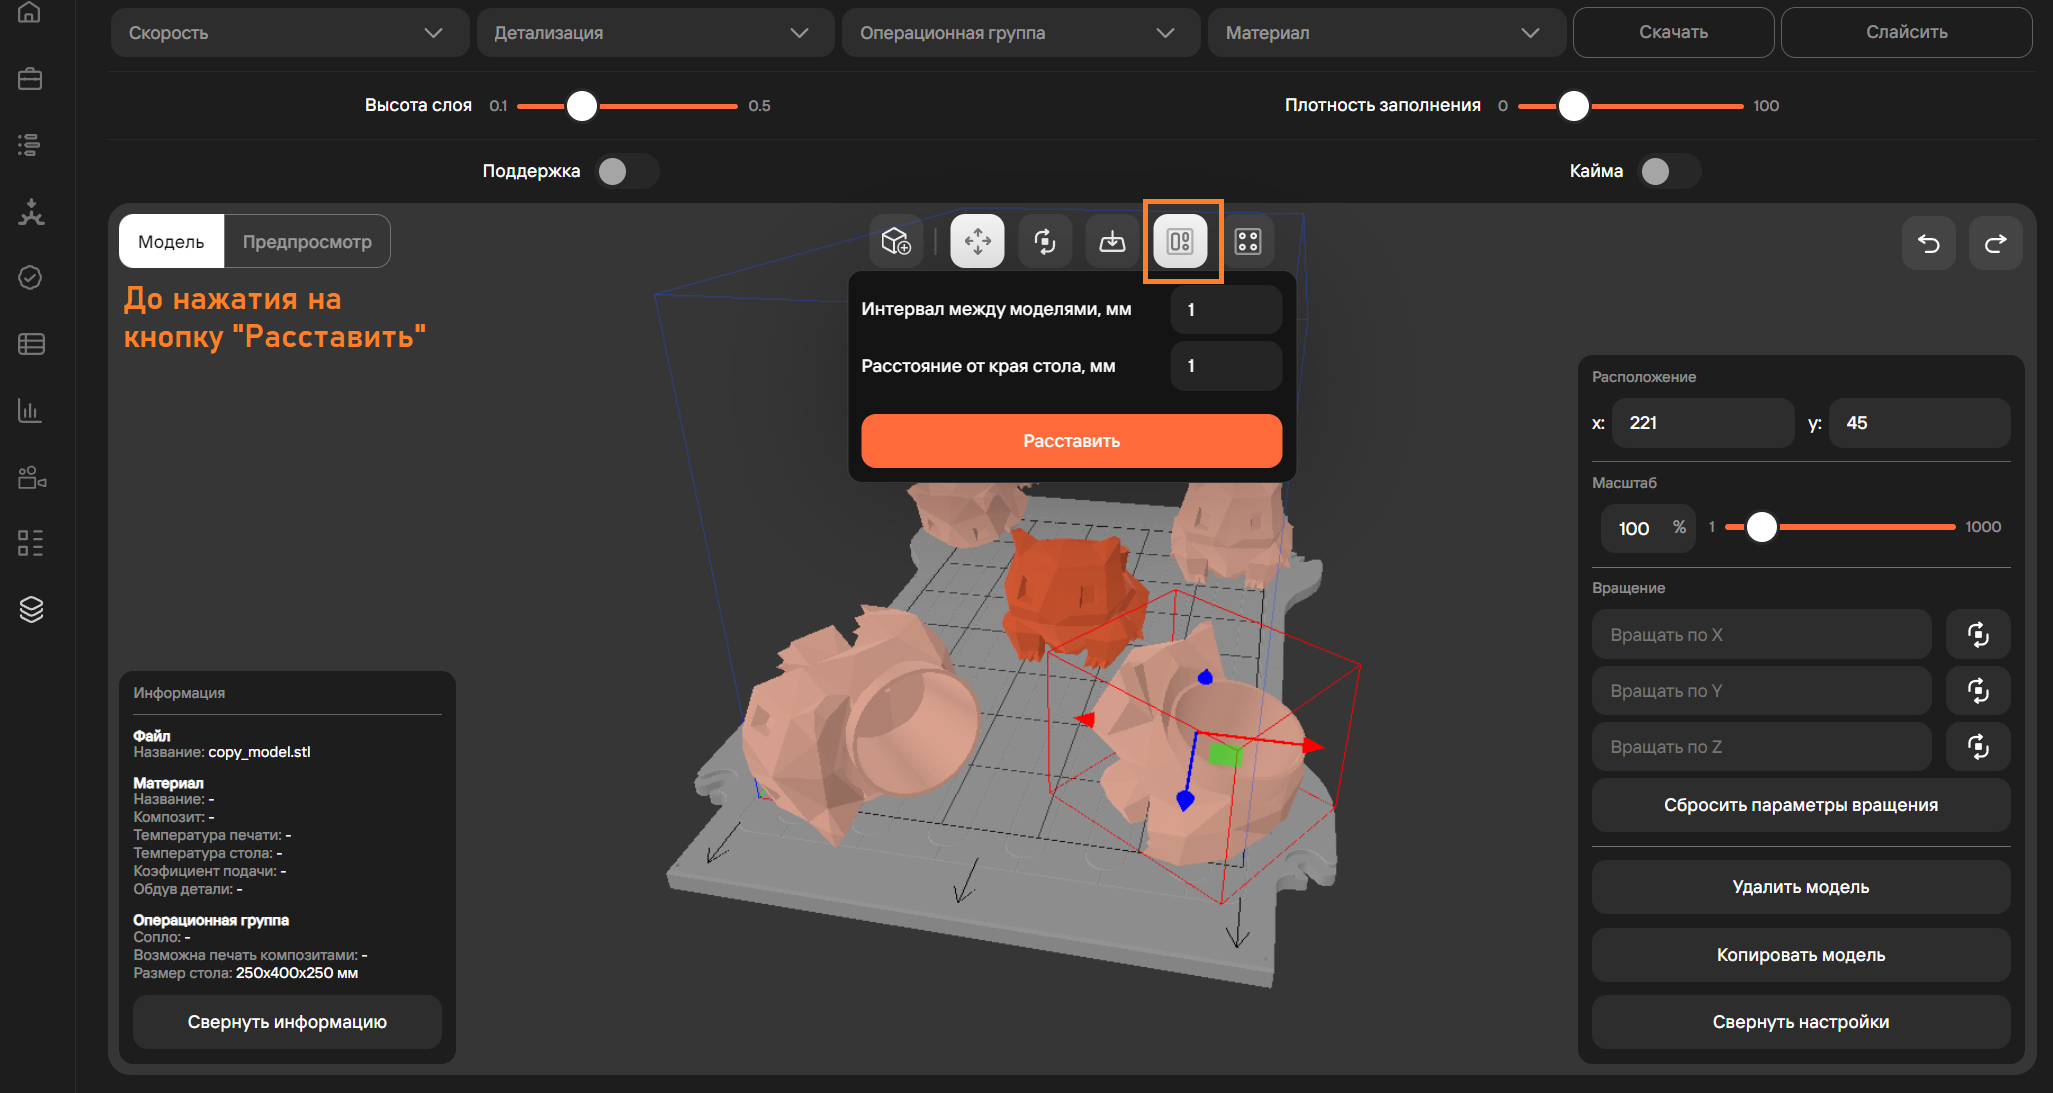 Скорость
Детализация
Операционная группа
Материал
Скачать
Слайсить
Высота слоя 0.1 0.5
Плотность заполнения 0 100
Поддержка
Кайма
Модель
Предпросмотр
До нажатия на
кнопку "Расставить"
Интервал между моделями, мм 1
Расстояние от края стола, мм 1
Расставить
Расположение
x: 221 y: 45
Масштаб
100 % 1 1000
Вращение
Вращать по X
Вращать по Y
Вращать по Z
Сбросить параметры вращения
Удалить модель
Копировать модель
Свернуть настройки
Информация
Файл
Название: copy_model.stl
Материал
Название: -
Композит: -
Температура печати: -
Температура стола: -
Коэфициент подачи: -
Обдув детали: -
Операционная группа
Сопло: -
Возможна печать композитами: -
Размер стола: 250x400x250 мм
Свернуть информацию